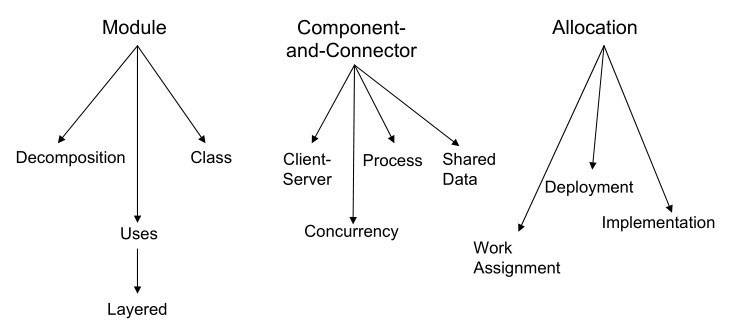 Module
Decomposition
Class
Uses
Layered
Component-
and-Connector
Client-
Server
Process
Shared
Data
Concurrency
Allocation
Deployment
Implementation
Work
Assignment